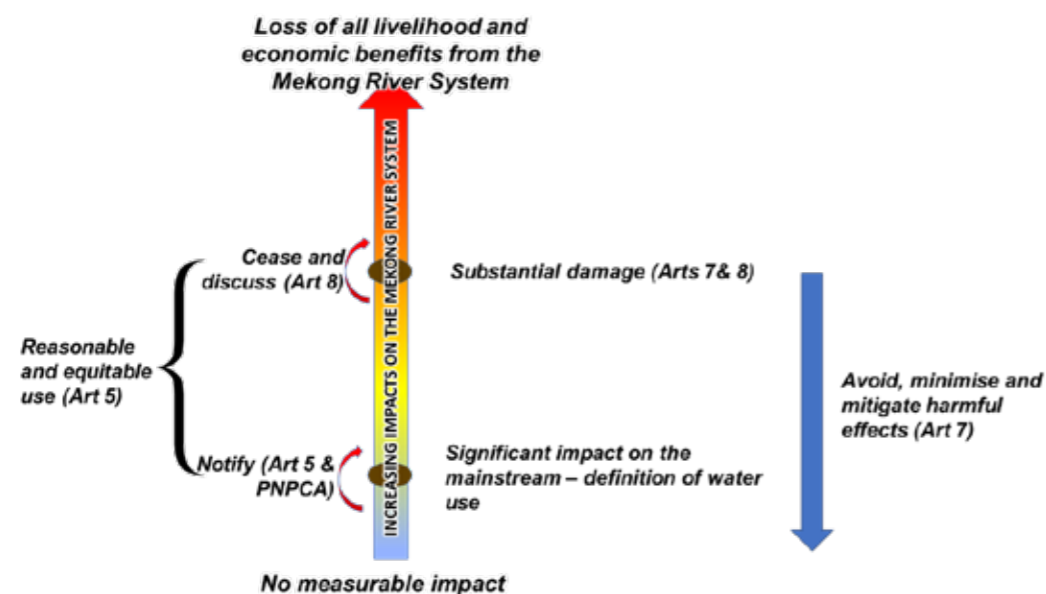 Loss of all livelihood and
economic benefits from the
Mekong River System
INCREASING IMPACTS ON THE MEKONG RIVER SYSTEM
Cease and
discuss (Art 8)
Substantial damage (Arts 7& 8)
Reasonable
and equitable
use (Art 5)
Avoid, minimise and
mitigate harmful
effects (Art 7)
Notify (Art 5 &
PNPCA)
Significant impact on the
mainstream – definition of water
use
No measurable impact